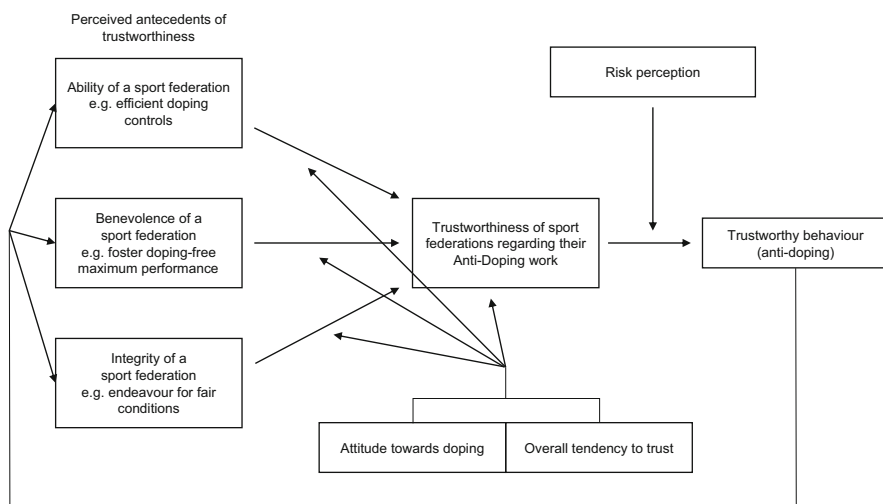 Perceived antecedents of
trustworthiness
Ability of a sport federation
e.g. efficient doping
controls
Risk perception
Benevolence of a
sport federation
e.g. foster doping-free
maximum performance
Trustworthiness of sport
federations regarding their
Anti-Doping work
Trustworthy behaviour
(anti-doping)
Integrity of a
sport federation
e.g. endeavour for fair
conditions
Attitude towards doping
Overall tendency to trust